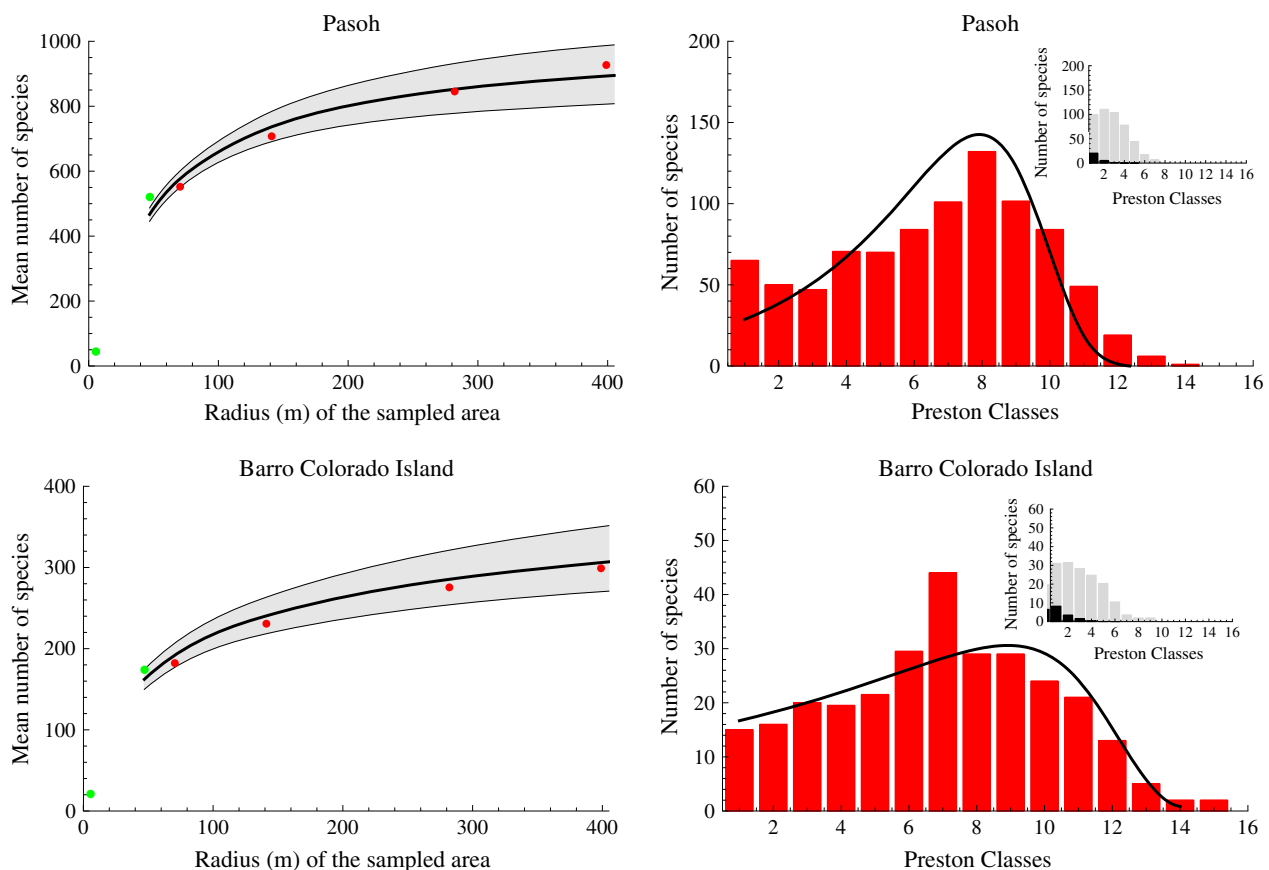 Pasoh
1000
800
600
400
200
0
Mean number of species
0 100 200 300 400
Radius (m) of the sampled area
Pasoh
200
150
100
50
0
Number of species
2 4 6 8 10 12 14 16
Preston Classes
200
150
100
50
0
Number of species
2 4 6 8 10 12 14 16
Preston Classes
Barro Colorado Island
400
300
200
100
0
Mean number of species
0 100 200 300 400
Radius (m) of the sampled area
Barro Colorado Island
60
50
40
30
20
10
0
Number of species
2 4 6 8 10 12 14 16
Preston Classes
60
50
40
30
20
10
0
Number of species
2 4 6 8 10 12 14 16
Preston Classes